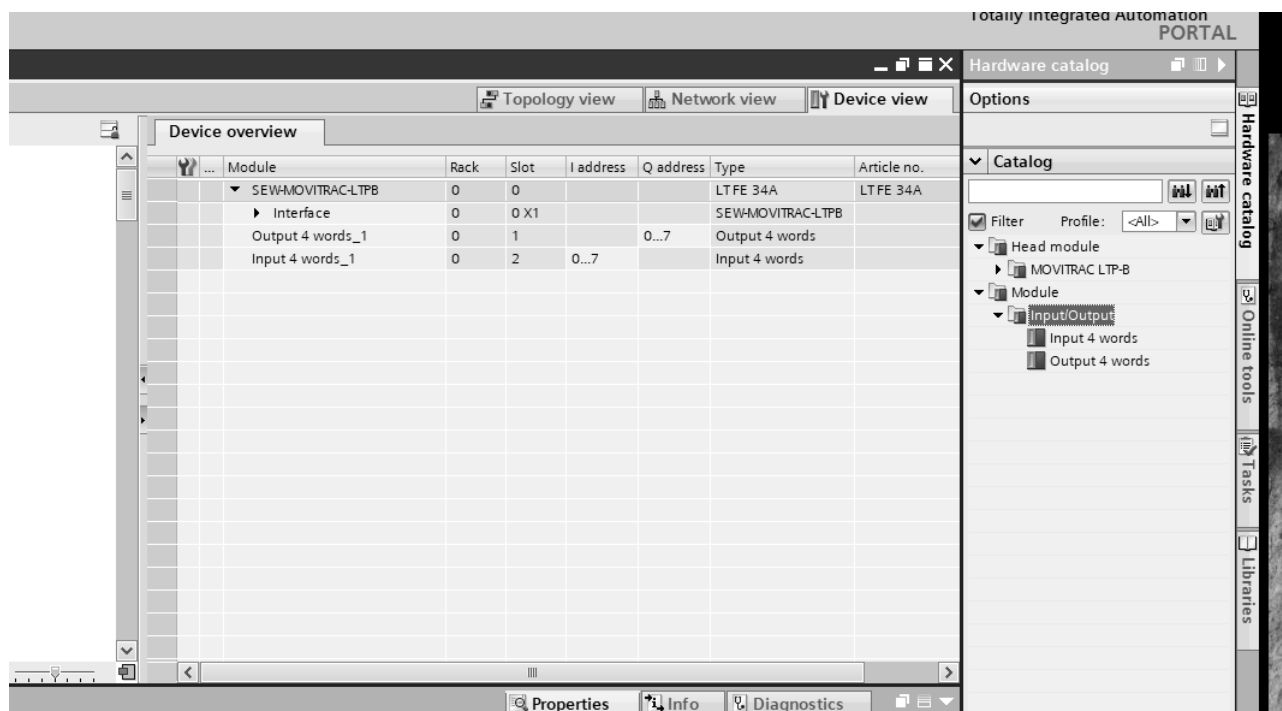 Totally Integrated Automation
PORTAL
Hardware catalog
Topology view Network view Device view
Options
Device overview
Catalog
... Module Rack Slot I address Q address Type Article no.
SEW-MOVITRAC-LTPB 0 0 LTFE 34A LTFE 34A
Interface 0 0 X1 SEW-MOVITRAC-LTPB
Output 4 words_1 0 1 0...7 Output 4 words
Input 4 words_1 0 2 0...7 Input 4 words
Filter Profile: <All>
Head module
MOVITRAC LTP-B
Module
Input/Output
Input 4 words
Output 4 words
Hardware catalog
Online tools
Tasks
Libraries
Properties Info Diagnostics